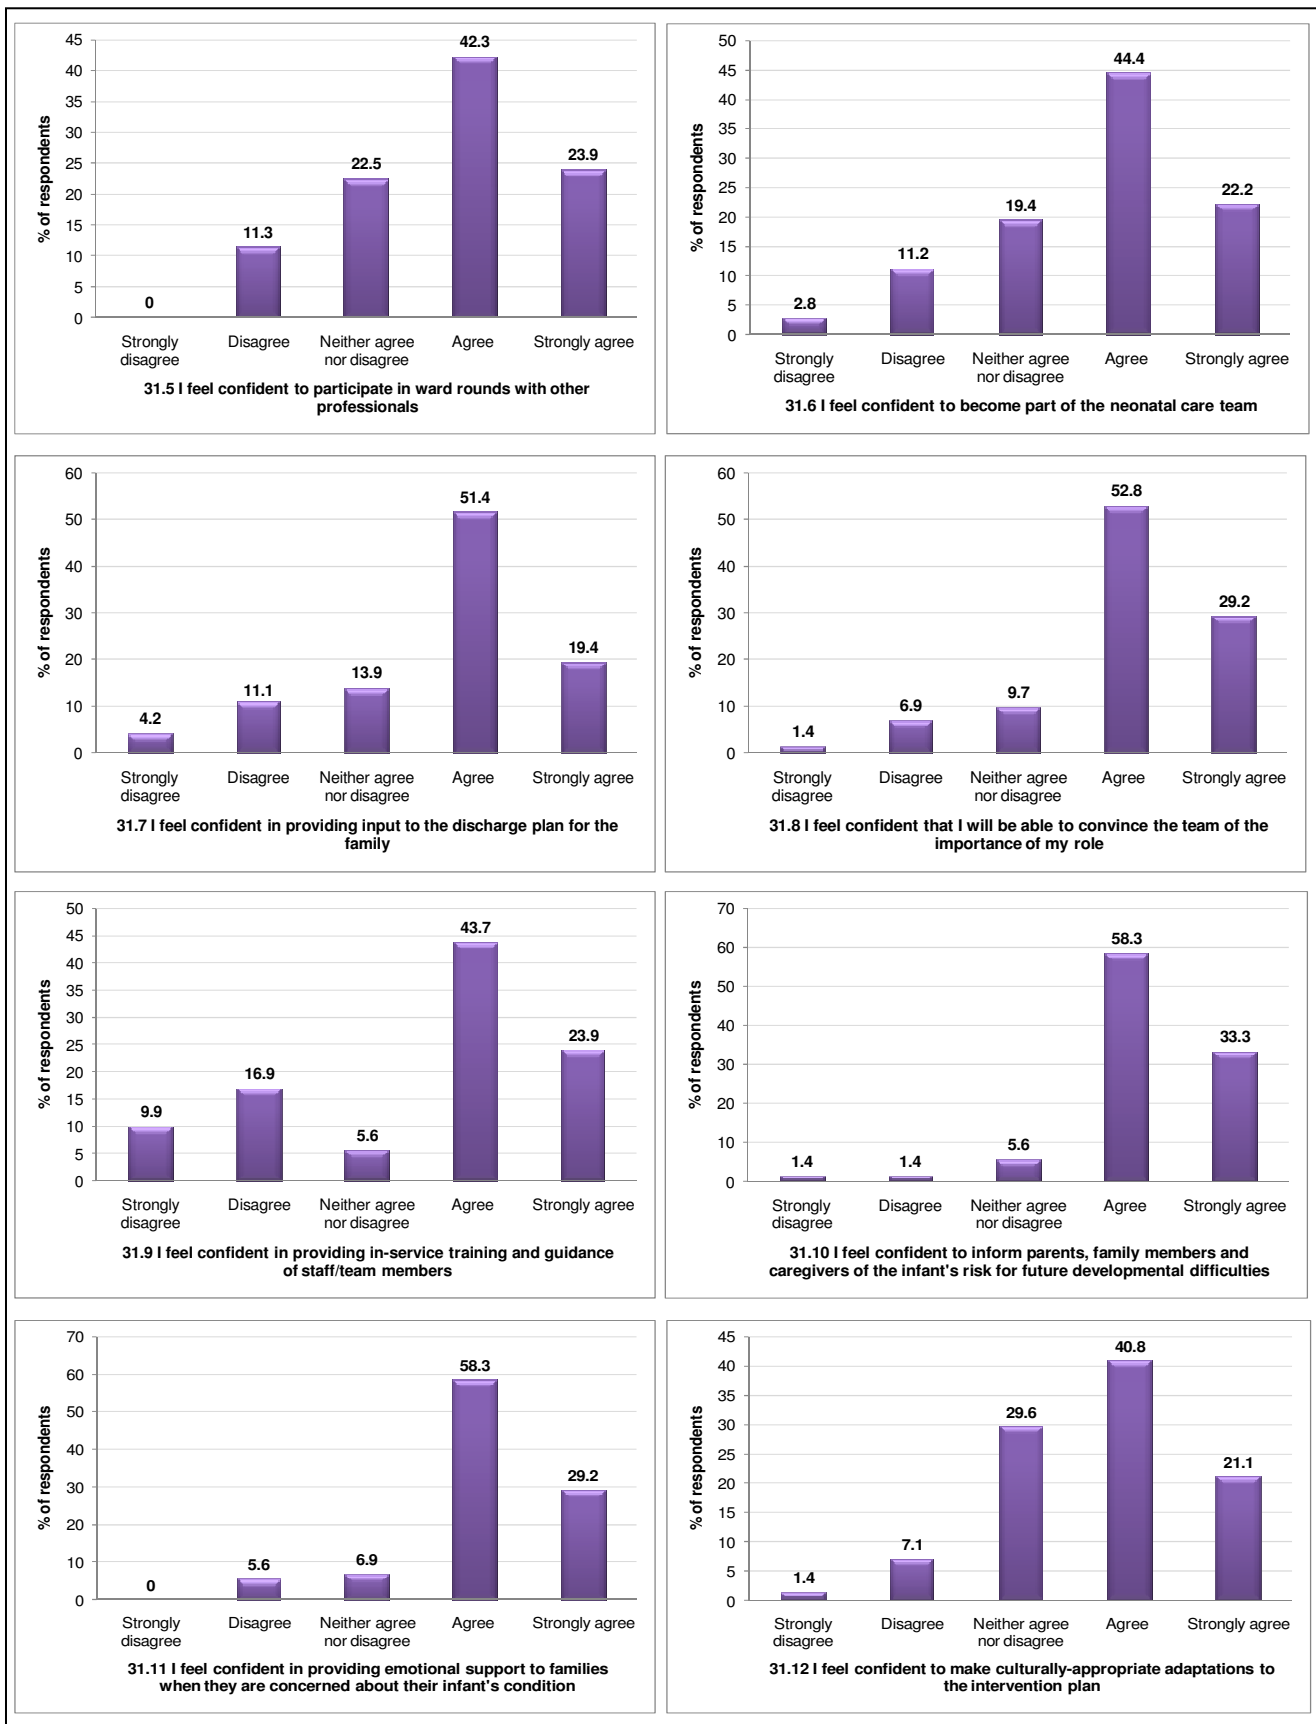 45
40
35
30
25
20
15
10
5
0
% of respondents
0
11.3
22.5
42.3
23.9
Strongly disagree
Disagree
Neither agree nor disagree
Agree
Strongly agree
31.5 I feel confident to participate in ward rounds with other
professionals
50
45
40
35
30
25
20
15
10
5
0
% of respondents
2.8
11.2
19.4
44.4
22.2
Strongly disagree
Disagree
Neither agree nor disagree
Agree
Strongly agree
31.6 I feel confident to become part of the neonatal care team
60
50
40
30
20
10
0
% of respondents
4.2
11.1
13.9
51.4
19.4
Strongly disagree
Disagree
Neither agree nor disagree
Agree
Strongly agree
31.7 I feel confident in providing input to the discharge plan for the
family
60
50
40
30
20
10
0
% of respondents
1.4
6.9
9.7
52.8
29.2
Strongly disagree
Disagree
Neither agree nor disagree
Agree
Strongly agree
31.8 I feel confident that I will be able to convince the team of the
importance of my role
50
45
40
35
30
25
20
15
10
5
0
% of respondents
9.9
16.9
5.6
43.7
23.9
Strongly disagree
Disagree
Neither agree nor disagree
Agree
Strongly agree
31.9 I feel confident in providing in-service training and guidance
of staff/team members
70
60
50
40
30
20
10
0
% of respondents
1.4
1.4
5.6
58.3
33.3
Strongly disagree
Disagree
Neither agree nor disagree
Agree
Strongly agree
31.10 I feel confident to inform parents, family members and
caregivers of the infant's risk for future developmental difficulties
70
60
50
40
30
20
10
0
% of respondents
0
5.6
6.9
58.3
29.2
Strongly disagree
Disagree
Neither agree nor disagree
Agree
Strongly agree
31.11 I feel confident in providing emotional support to families
when they are concerned about their infant's condition
45
40
35
30
25
20
15
10
5
0
% of respondents
1.4
7.1
29.6
40.8
21.1
Strongly disagree
Disagree
Neither agree nor disagree
Agree
Strongly agree
31.12 I feel confident to make culturally-appropriate adaptations to
the intervention plan